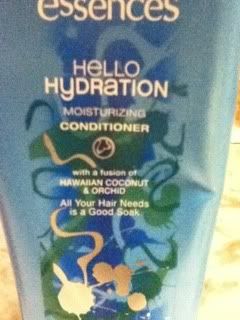 essences
HELLO
HyDRATION
MOISTURIZING
CONDITIONER
with a fusion of
HAWAIIAN COCONUT
& ORCHID
All Your Hair Needs
is a Good Soak.